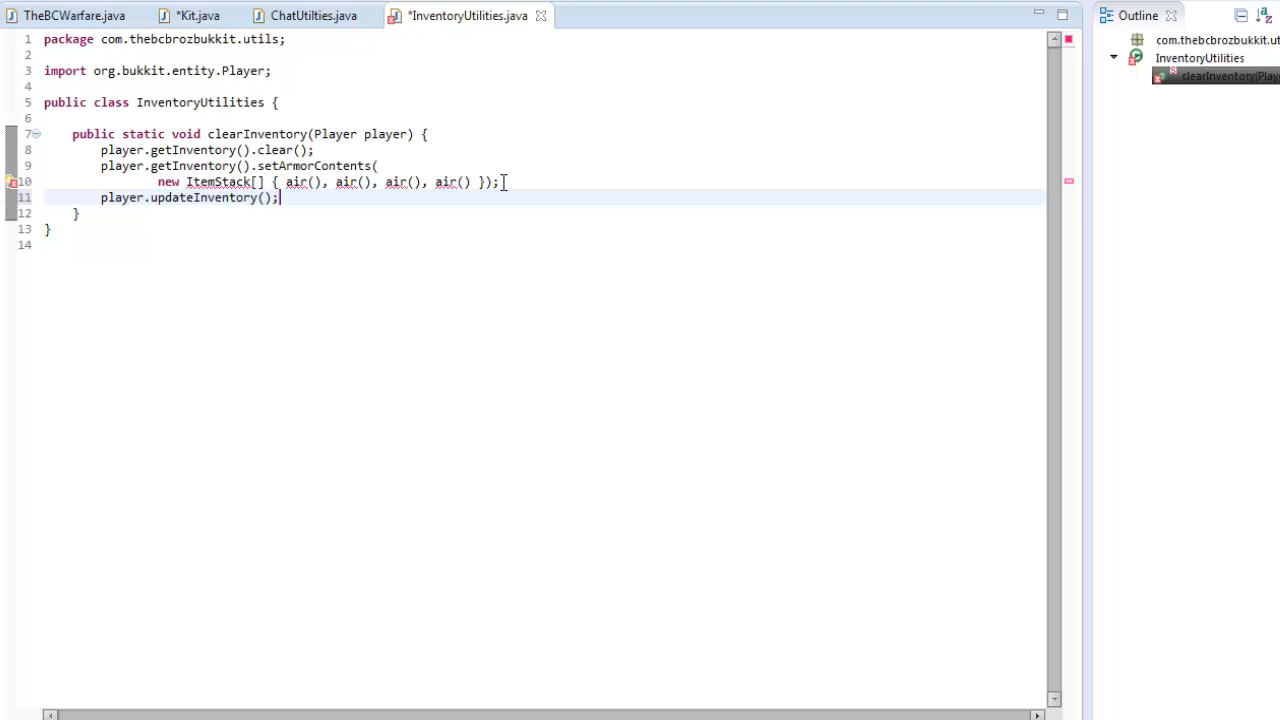 TheBCWarfare.java *Kit.java ChatUtilties.java *InventoryUtilities.java Outline
1 package com.thebcbrozbukkit.utils;
2
3 import org.bukkit.entity.Player;
4
5 public class InventoryUtilities {
6
7 public static void clearInventory(Player player) {
8 player.getInventory().clear();
9 player.getInventory().setArmorContents(
10 new ItemStack[] { air(), air(), air(), air() });
11 player.updateInventory();
12 }
13 }
14
com.thebcbrozbukkit.ut
InventoryUtilities
clearInventory(Playe